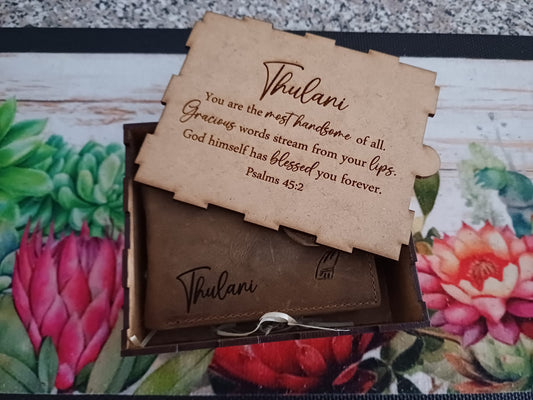 Thulani
You are the most handsome of all.
Gracious words stream from your lips.
God himself has blessed you forever.
Psalms 45:2
Thulani